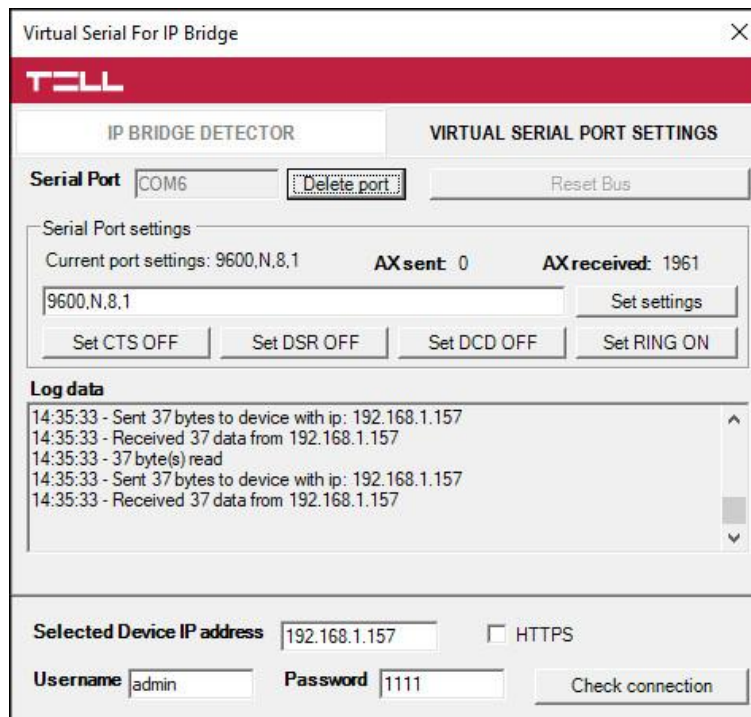 Virtual Serial For IP Bridge
TELL
IP BRIDGE DETECTOR VIRTUAL SERIAL PORT SETTINGS
Serial Port COM6 Delete port Reset Bus
Serial Port settings
Current port settings: 9600,N,8,1 AX sent: 0 AX received: 1961
9600,N,8,1 Set settings
Set CTS OFF Set DSR OFF Set DCD OFF Set RING ON
Log data
14:35:33 - Sent 37 bytes to device with ip: 192.168.1.157
14:35:33 - Received 37 data from 192.168.1.157
14:35:33 - 37 byte(s) read
14:35:33 - Sent 37 bytes to device with ip: 192.168.1.157
14:35:33 - Received 37 data from 192.168.1.157
Selected Device IP address 192.168.1.157 HTTPS
Username admin Password 1111 Check connection